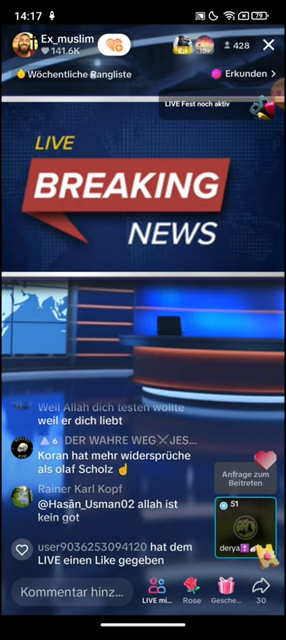 14:17
79
Ex_muslim
141.6K
428
Wöchentliche Rangliste
Erkunden >
LIVE Fest noch aktiv
LIVE
BREAKING
NEWS
Weil Allah dich testen wollte
weil er dich liebt
6 DER WAHRE WEG⚔JES...
Koran hat mehr widersprüche
als olaf Scholz ☝
Rainer Karl Kopf
@Hasān_Usman02 allah ist
kein got
Anfrage zum
Beitreten
S1
derya
user9036253094120 hat dem
LIVE einen Like gegeben
Kommentar hinz...
LIVE mi...
Rose
Gesche...
30